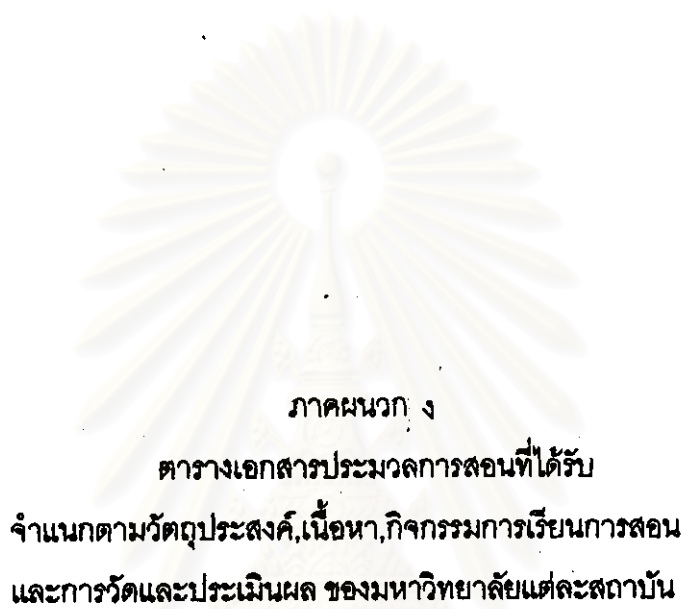 ภาคผนวก ง
ตารางเอกสารประมวลการสอนที่ได้รับ
จำแนกตามวัตถุประสงค์,เนื้อหา,กิจกรรมการเรียนการสอน
และการวัดและประเมินผล ของมหาวิทยาลัยแต่ละสถาบัน